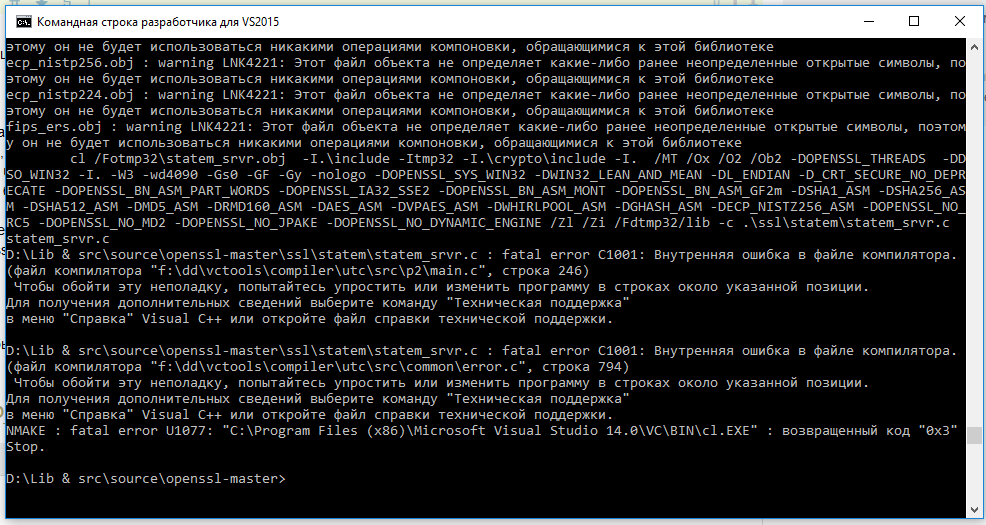 Командная строка разработчика для VS2015
этому он не будет использоваться никакими операциями компоновки, обращающимися к этой библиотеке
ecp_nistp256.obj : warning LNK4221: Этот файл объекта не определяет какие-либо ранее неопределенные открытые символы, по
этому он не будет использоваться никакими операциями компоновки, обращающимися к этой библиотеке
ecp_nistp224.obj : warning LNK4221: Этот файл объекта не определяет какие-либо ранее неопределенные открытые символы, по
этому он не будет использоваться никакими операциями компоновки, обращающимися к этой библиотеке
fips_ers.obj : warning LNK4221: Этот файл объекта не определяет какие-либо ранее неопределенные открытые символы, поэтом
у он не будет использоваться никакими операциями компоновки, обращающимися к этой библиотеке
cl /Fotmp32\statem_srvr.obj -I.\include -Itmp32 -I.\crypto\include -I. /MT /Ox /O2 /Ob2 -DOPENSSL_THREADS -DD
SO_WIN32 -I. -W3 -wd4090 -Gs0 -GF -Gy -nologo -DOPENSSL_SYS_WIN32 -DWIN32_LEAN_AND_MEAN -DL_ENDIAN -D_CRT_SECURE_NO_DEPR
ECATE -DOPENSSL_BN_ASM_PART_WORDS -DOPENSSL_IA32_SSE2 -DOPENSSL_BN_ASM_MONT -DOPENSSL_BN_ASM_GF2m -DSHA1_ASM -DSHA256_AS
M -DSHA512_ASM -DMD5_ASM -DRMD160_ASM -DAES_ASM -DVPAES_ASM -DWHIRLPOOL_ASM -DGHASH_ASM -DECP_NISTZ256_ASM -DOPENSSL_NO_
RC5 -DOPENSSL_NO_MD2 -DOPENSSL_NO_JPAKE -DOPENSSL_NO_DYNAMIC_ENGINE /Zl /Zi /Fdtmp32/lib -c .\ssl\statem\statem_srvr.c
statem_srvr.c
D:\Lib & src\source\openssl-master\ssl\statem\statem_srvr.c : fatal error C1001: Внутренняя ошибка в файле компилятора.
(файл компилятора "f:\dd\vctools\compiler\utc\src\p2\main.c", строка 246)
Чтобы обойти эту неполадку, попытайтесь упростить или изменить программу в строках около указанной позиции.
Для получения дополнительных сведений выберите команду "Техническая поддержка"
в меню "Справка" Visual C++ или откройте файл справки технической поддержки.
D:\Lib & src\source\openssl-master\ssl\statem\statem_srvr.c : fatal error C1001: Внутренняя ошибка в файле компилятора.
(файл компилятора "f:\dd\vctools\compiler\utc\src\common\error.c", строка 794)
Чтобы обойти эту неполадку, попытайтесь упростить или изменить программу в строках около указанной позиции.
Для получения дополнительных сведений выберите команду "Техническая поддержка"
в меню "Справка" Visual C++ или откройте файл справки технической поддержки.
NMAKE : fatal error U1077: "C:\Program Files (x86)\Microsoft Visual Studio 14.0\VC\BIN\cl.EXE" : возвращенный код "0x3"
Stop.
D:\Lib & src\source\openssl-master>